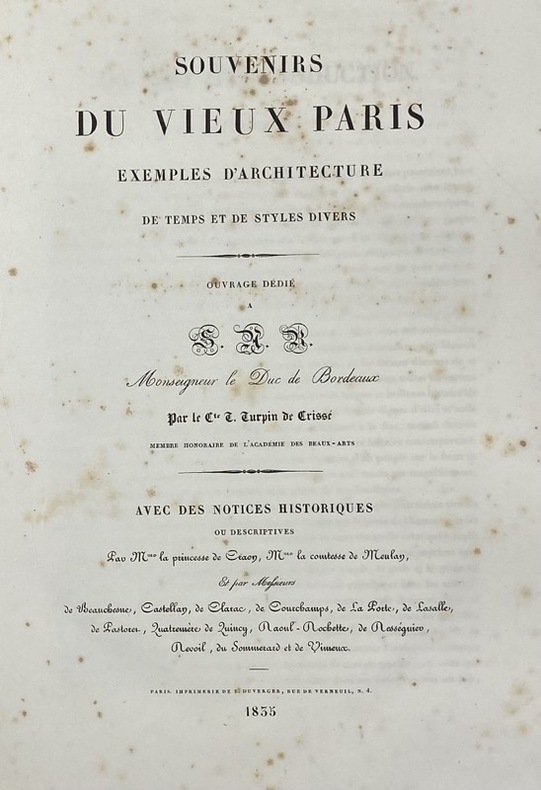 SOUVENIRS
DU VIEUX PARIS
EXEMPLES D'ARCHITECTURE
DE TEMPS ET DE STYLES DIVERS
OUVRAGE DÉDIÉ
A
S. A. R.
Monseigneur le Duc de Bordeaux
Par le Cte T. Turpin de Crissé
MEMBRE HONORAIRE DE L'ACADÉMIE DES BEAUX-ARTS
AVEC DES NOTICES HISTORIQUES
OU DESCRIPTIVES
Par Mme la princesse de Craon, Mme la comtesse de Meulan,
Et par Messieurs
de Beauchesne, Castellan, de Clarac, de Courchamps, de La Porte, de Lasalle,
de Pastoret, Quatremère de Quincy, Raoul-Rochette, de Rességuier,
Revoil, du Sommerard et de Vimeux.
PARIS. IMPRIMERIE DE E. DUVERGER, RUE DE VERNEUIL, N. 4.
1835